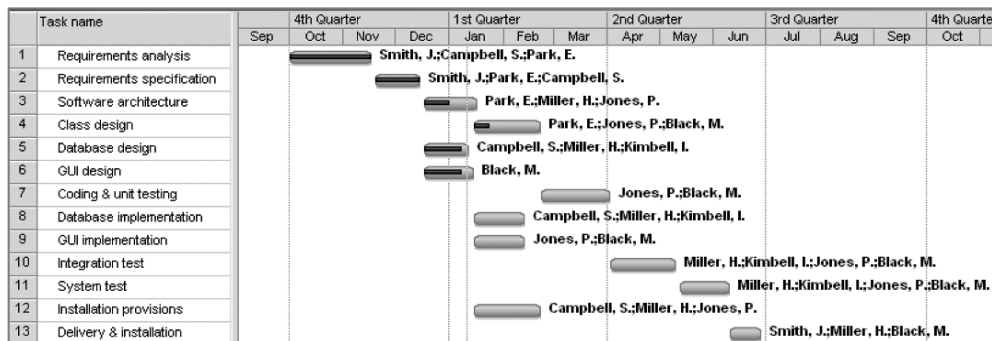 Task name 4th Quarter 1st Quarter 2nd Quarter 3rd Quarter 4th Quarte
Sep Oct Nov Dec Jan Feb Mar Apr May Jun Jul Aug Sep Oct
1 Requirements analysis Smith, J.;Campbell, S.;Park, E.
2 Requirements specification Smith, J.;Park, E.;Campbell, S.
3 Software architecture Park, E.;Miller, H.;Jones, P.
4 Class design Park, E.;Jones, P.;Black, M.
5 Database design Campbell, S.;Miller, H.;Kimbell, I.
6 GUI design Black, M.
7 Coding & unit testing Jones, P.;Black, M.
8 Database implementation Campbell, S.;Miller, H.;Kimbell, I.
9 GUI implementation Jones, P.;Black, M.
10 Integration test Miller, H.;Kimbell, I.;Jones, P.;Black, M.
11 System test Miller, H.;Kimbell, I.;Jones, P.;Black, M.
12 Installation provisions Campbell, S.;Miller, H.;Jones, P.
13 Delivery & installation Smith, J.;Miller, H.;Black, M.